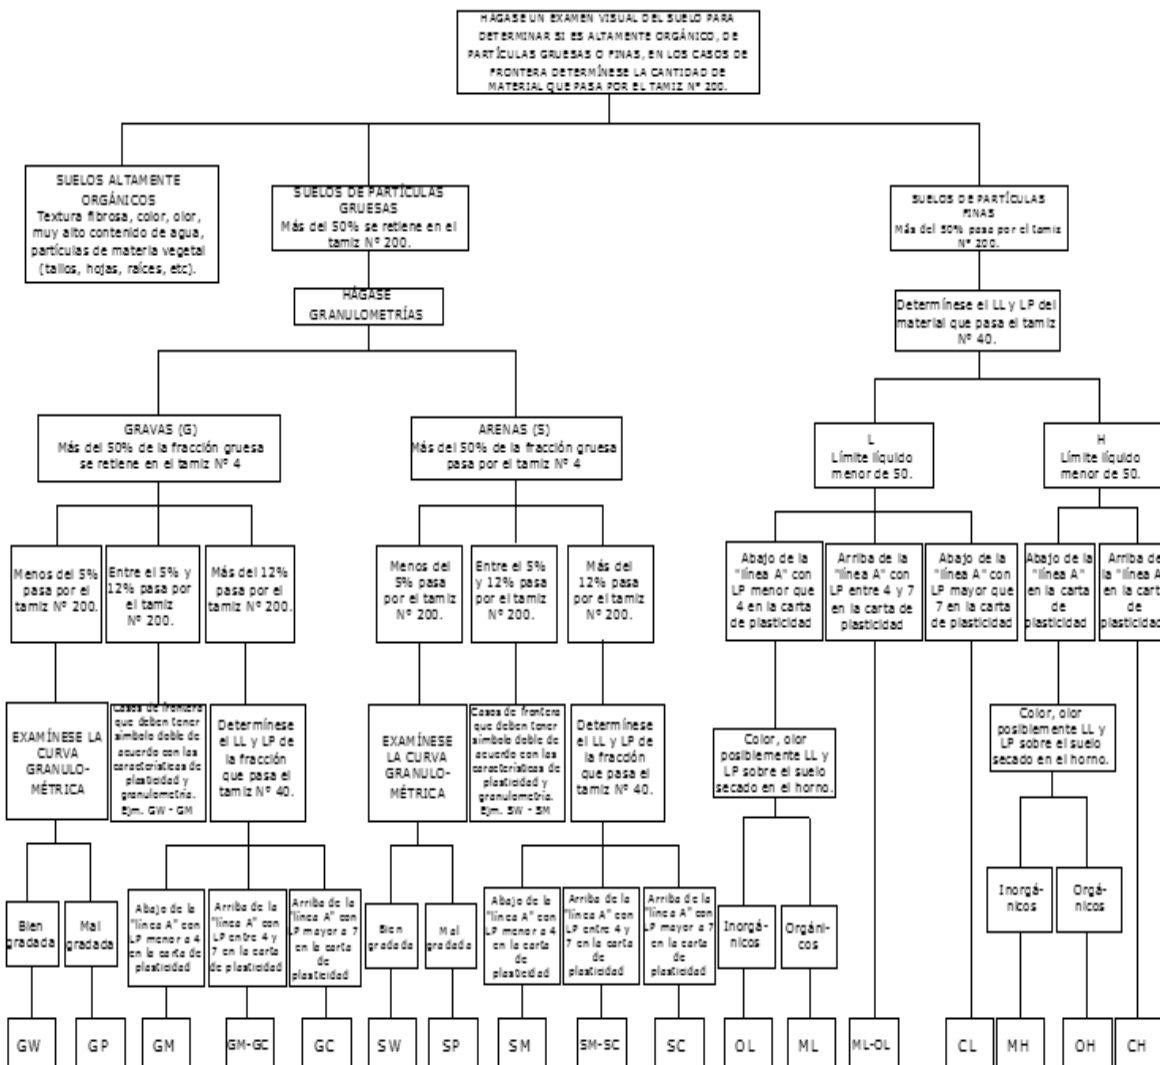 HÁGASE UN EXAMEN VISUAL DEL SUELO PARA
DETERMINAR SI ES ALTAMENTE ORGÁNICO, DE
PARTÍCULAS GRUESAS O FINAS, EN LOS CASOS DE
FRONTERA DETERMÍNESE LA CANTIDAD DE
MATERIAL QUE PASA POR EL TAMIZ Nº 200.
SUELOS ALTAMENTE
ORGÁNICOS
Textura fibrosa, color, olor,
muy alto contenido de agua,
partículas de materia vegetal
(tallos, hojas, raíces, etc).
SUELOS DE PARTÍCULAS
GRUESAS
Más del 50% se retiene en el
tamiz Nº 200.
SUELOS DE PARTÍCULAS
FINAS
Más del 50% pasa por el tamiz
Nº 200.
HÁGASE
GRANULOMETRÍAS
Determínese el LL y LP del
material que pasa el tamiz
Nº 40.
GRAVAS (G)
Más del 50% de la fracción gruesa
se retiene en el tamiz Nº 4
ARENAS (S)
Más del 50% de la fracción gruesa
pasa por el tamiz Nº 4
L
Límite líquido
menor de 50.
H
Límite líquido
menor de 50.
Menos del 5%
pasa por el
tamiz Nº 200.
Entre el 5% y
12% pasa por
el tamiz
Nº 200.
Más del 12%
pasa por el
tamiz Nº 200.
Menos del
5% pasa
por el tamiz
Nº 200.
Entre el 5%
y 12% pasa
por el tamiz
Nº 200.
Más del
12% pasa
por el tamiz
Nº 200.
Abajo de la
"línea A" con
LP menor que
4 en la carta
de plasticidad
Arriba de la
"línea A" con
LP entre 4 y 7
en la carta de
plasticidad
Abajo de la
"línea A" con
LP mayor que
7 en la carta
de plasticidad
Abajo de la
"línea A"
en la carta
de
plasticidad
Arriba de
la "línea A"
en la carta
de
plasticidad
EXAMÍNESE LA
CURVA
GRANULO-
MÉTRICA
Casos de frontera
que deben tener
símbolo doble de
acuerdo con las
características de
plasticidad y
granulometría.
Ejm. GW - GM
Determínese
el LL y LP de
la fracción
que pasa el
tamiz Nº 40.
EXAMÍNESE
LA CURVA
GRANULO-
MÉTRICA
Casos de frontera
que deben tener
símbolo doble de
acuerdo con las
características de
plasticidad y
granulometría.
Ejm. SW - SM
Determínese
el LL y LP de
la fracción
que pasa el
tamiz Nº 40.
Color, olor
posiblemente LL y
LP sobre el suelo
secado en el horno.
Color, olor
posiblemente LL y
LP sobre el suelo
secado en el horno.
Bien
gradada
Mal
gradada
Abajo de la
"línea A" con
LP menor a 4
en la carta de
plasticidad
Arriba de la
"línea A" con
LP entre 4 y
7 en la carta
de plasticidad
Arriba de la
"línea A" con
LP mayor a 7
en la carta
de
plasticidad
Bien
gradada
Mal
gradada
Abajo de la
"línea A" con
LP menor a 4
en la carta
de
plasticidad
Arriba de la
"línea A" con
LP entre 4 y
7 en la carta
de
plasticidad
Arriba de la
"línea A" con
LP mayor a 7
en la carta
de
plasticidad
Inorgá-
nicos
Orgáni-
cos
Inorgá-
nicos
Orgá-
nicos
GW
GP
GM
GM-GC
GC
SW
SP
SM
SM-SC
SC
OL
ML
ML-OL
CL
MH
OH
CH